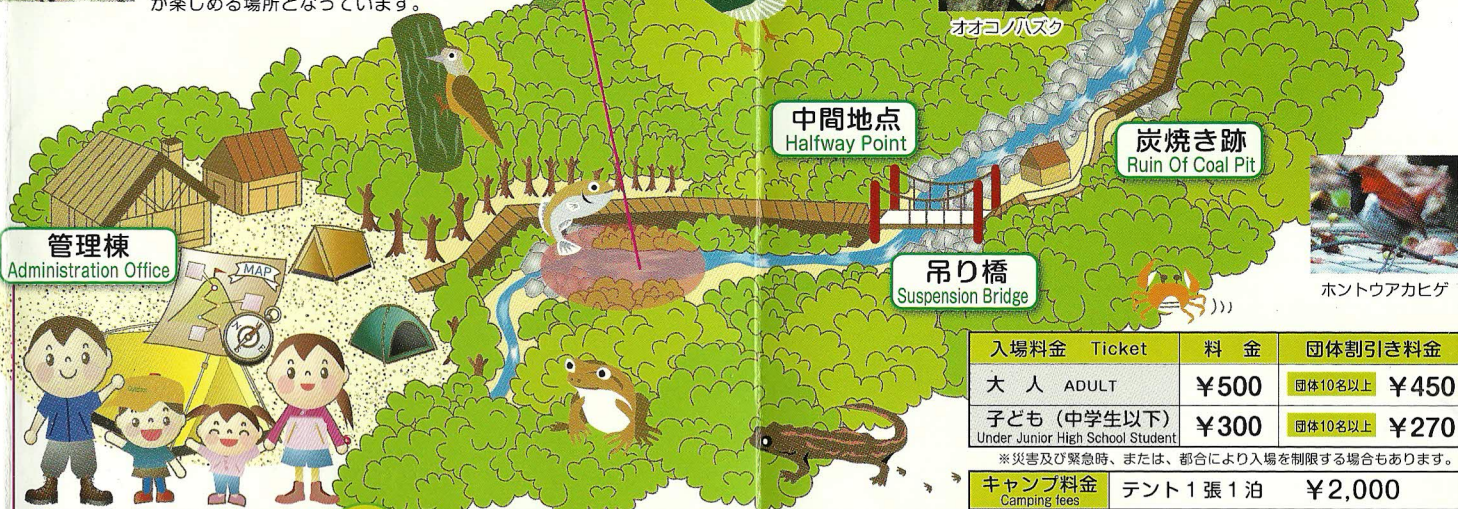 が楽しめる場所となっています。
オオコノハズク
中間地点
Halfway Point
炭焼き跡
Ruin Of Coal Pit
管理棟
Administration Office
MAP
吊り橋
Suspension Bridge
ホントウアカヒゲ
入場料金 Ticket 料金 団体割引き料金
大人 ADULT ¥500 団体10名以上 ¥450
子ども（中学生以下）
Under Junior High School Student ¥300 団体10名以上 ¥270
※災害及び緊急時、または、都合により入場を制限する場合もあります。
キャンプ料金
Camping fees テント1張1泊 ¥2,000